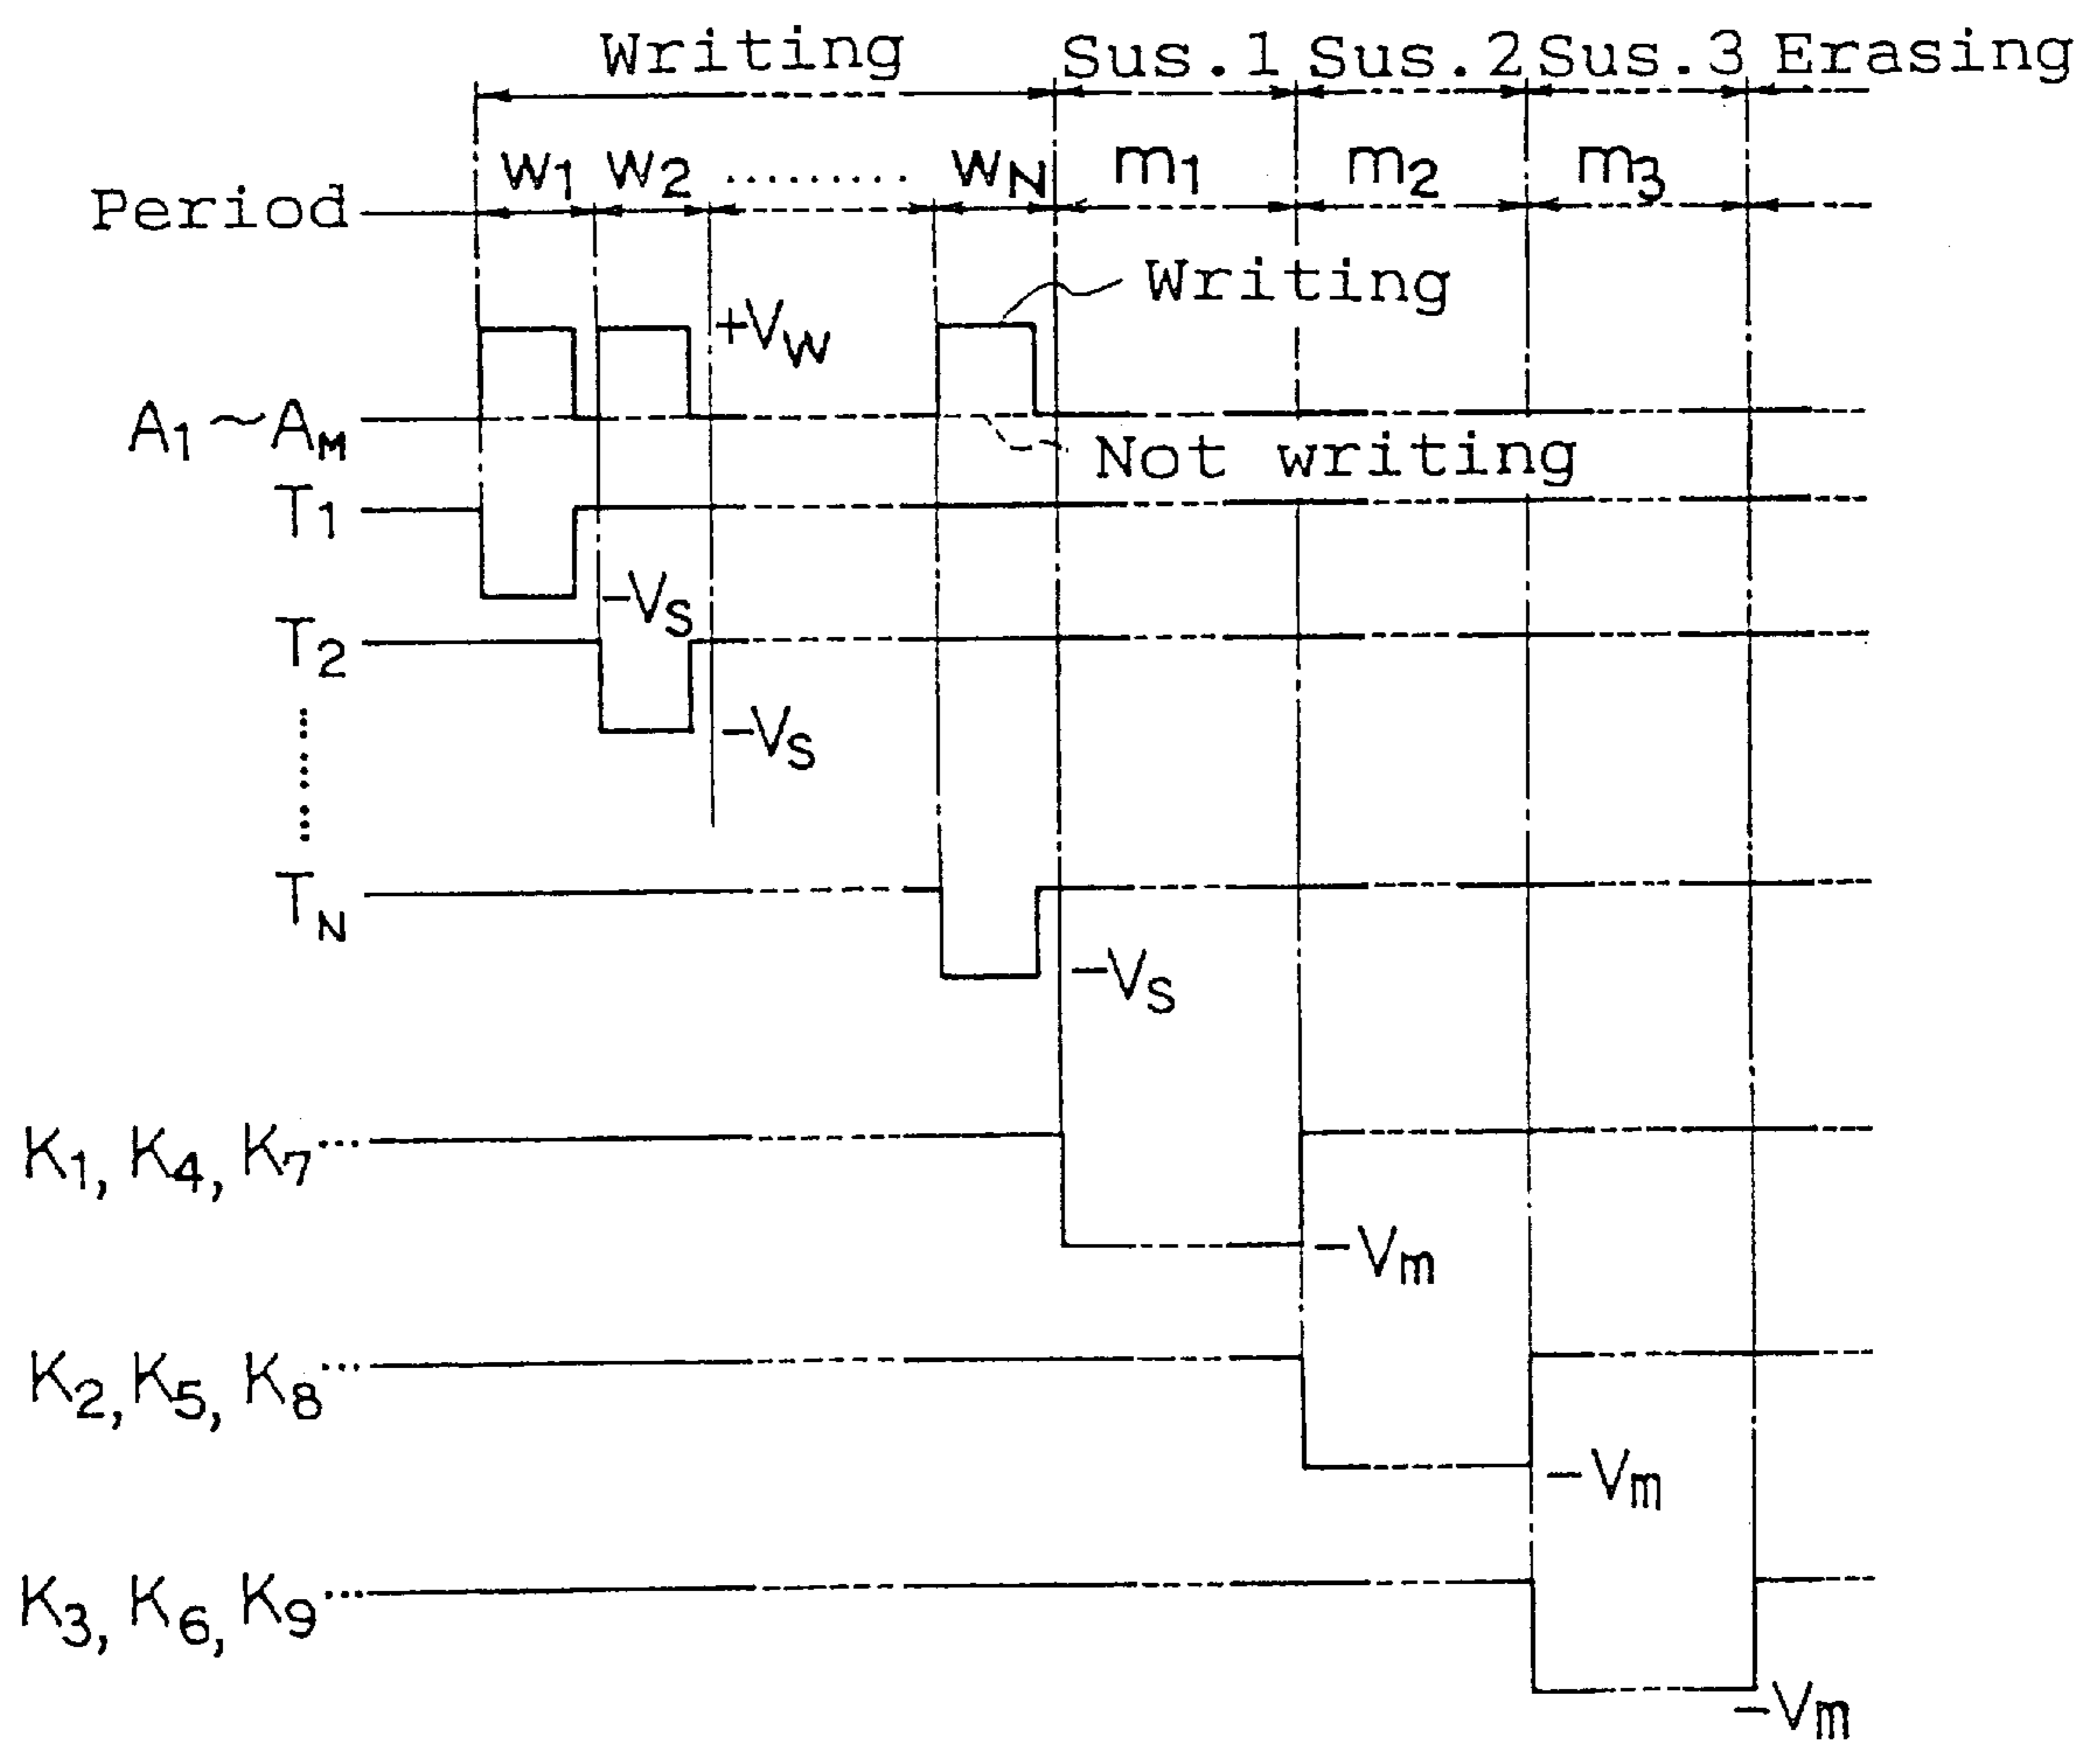 Writing Sus.1 Sus.2 Sus.3 Erasing
Period W1 W2 ········· WN m1 m2 m3
Writing
+VW
A1~AM
Not writing
T1
-VS
T2
-VS
TN
-VS
K1, K4, K7...
-Vm
K2, K5, K8...
-Vm
K3, K6, K9...
-Vm